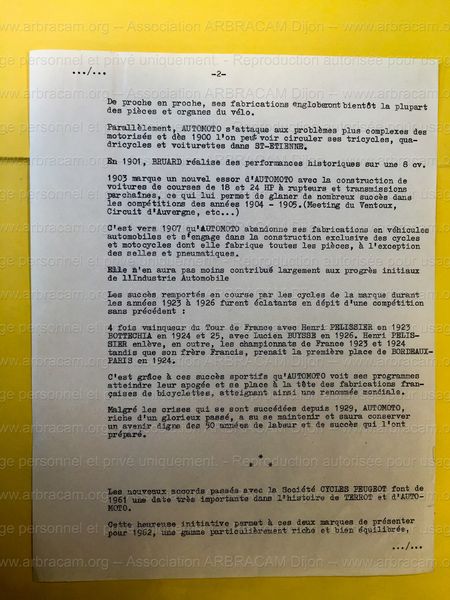 .../...
-2-
De proche en proche, ses fabrications engloberont bientôt la plupart
des pièces et organes du vélo.
Parallèlement, AUTOMOTO s'attaque aux problèmes plus complexes des
motorisés et dès 1900 l'on peut voir circuler ses tricycles, qua-
dricycles et voiturettes dans ST-ETIENNE.
En 1901, BRUARD réalise des performances historiques sur une 8 cv.
1903 marque un nouvel essor d'AUTOMOTO avec la construction de
voitures de courses de 18 et 24 HP à rupteurs et transmissions
parchaînes, ce qui lui permet de glaner de nombreux succès dans
les compétitions des années 1904 - 1905.(Meeting du Ventoux,
Circuit d'Auvergne, etc...)
C'est vers 1907 qu'AUTOMOTO abandonne ses fabrications en véhicules
automobiles et s'engage dans la construction exclusive des cycles
et motocycles dont elle fabrique toutes les pièces, à l'exception
des selles et pneumatiques.
Elle n'en aura pas moins contribué largement aux progrès initiaux
de l'Industrie Automobile
Les succès remportés en course par les cycles de la marque durant
les années 1923 à 1926 furent éclatants en dépit d'une compétition
sans précédent :
4 fois vainqueur du Tour de France avec Henri PELISSIER en 1923
BOTTECHIA en 1924 et 25, avec Lucien BUYSSE en 1926. Henri PELIS-
SIER enlève, en outre, les championnats de France 1923 et 1924
tandis que son frère Francis, prenait la première place de BORDEAUX-
PARIS en 1924.
C'est grâce à ces succès sportifs qu'AUTOMOTO voit ses programmes
atteindre leur apogée et se place à la tête des fabrications fran-
çaises de bicyclettes, atteignant ainsi une renommée mondiale.
Malgré les crises qui se sont succédées depuis 1929, AUTOMOTO,
riche d'un glorieux passé, a su se maintenir et saura conserver
un avenir digne des 50 années de labeur et de succès qui l'ont
préparé.
* * *
Les nouveaux accords passés avec la Société CYCLES PEUGEOT font de
1961 une date très importante dans l'histoire de TERROT et d'AUTO-
MOTO.
Cette heureuse initiative permet à ces deux marques de présenter
pour 1962, une gamme particulièrement riche et bien équilibrée,
.../...
www.arbracam.org -- Association ARBRACAM Dijon -- www.arbracam.org